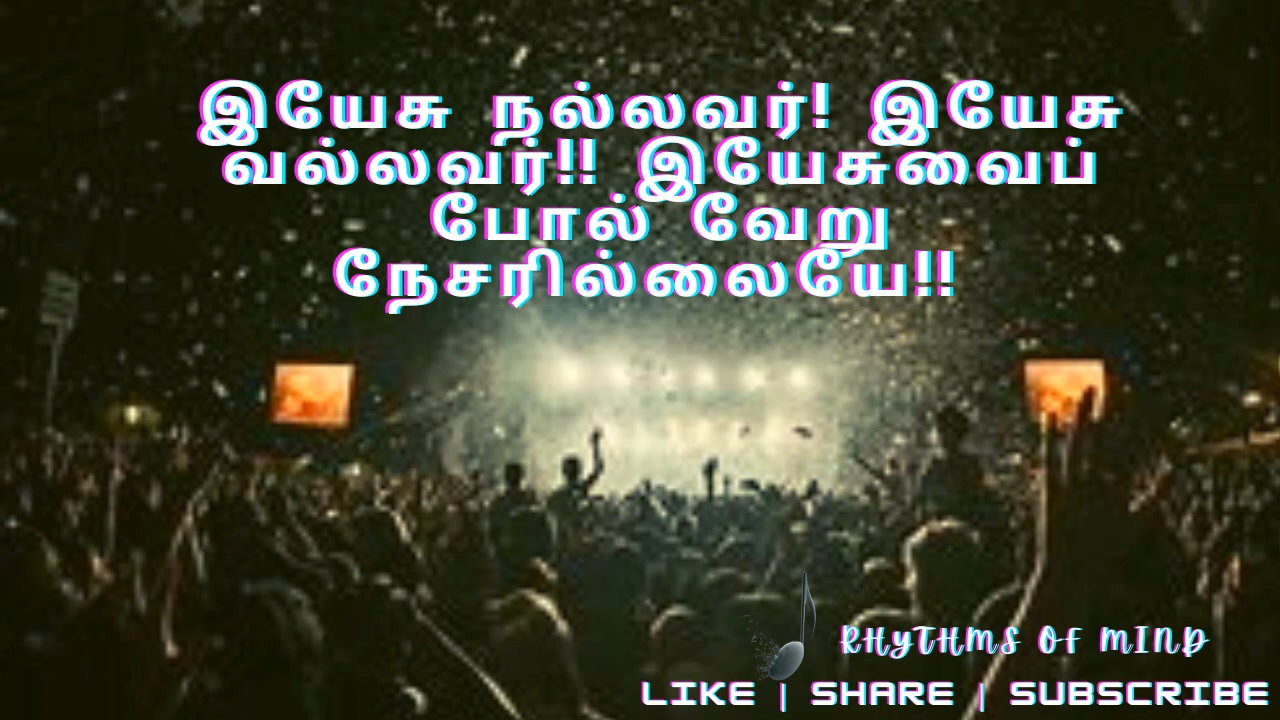 இயேசு நல்லவர்! இயேசு
வல்லவர்!! இயேசுவைப்
போல் வேறு
நேசரில்லையே!!
RHYTHMS OF MIND
LIKE | SHARE | SUBSCRIBE